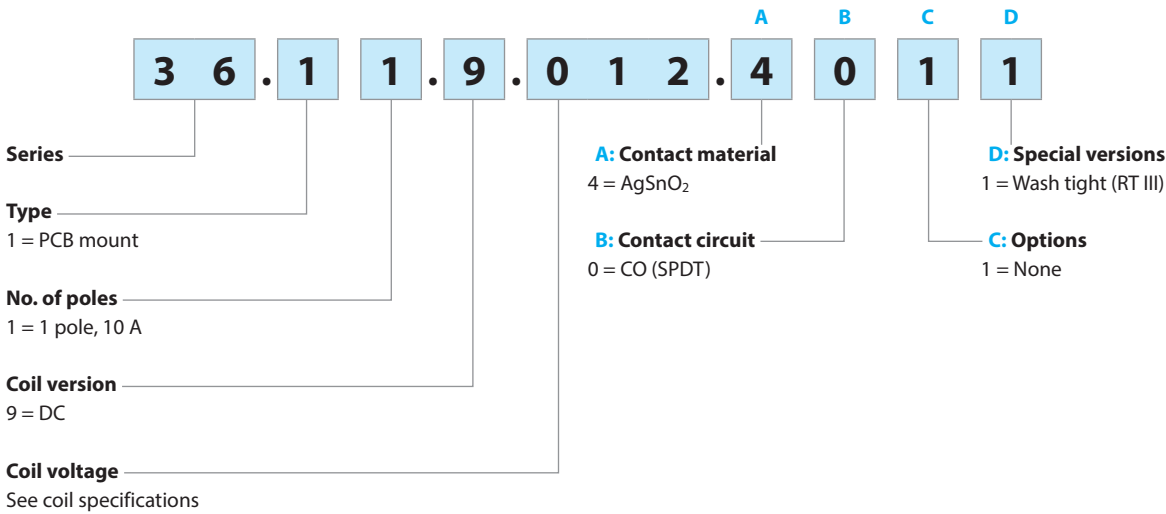 A B C D
3 6 . 1 1 . 9 . 0 1 2 . 4 0 1 1
Series
Type
1 = PCB mount
No. of poles
1 = 1 pole, 10 A
Coil version
9 = DC
Coil voltage
See coil specifications
A: Contact material
4 = AgSnO₂
B: Contact circuit
0 = CO (SPDT)
D: Special versions
1 = Wash tight (RT III)
C: Options
1 = None